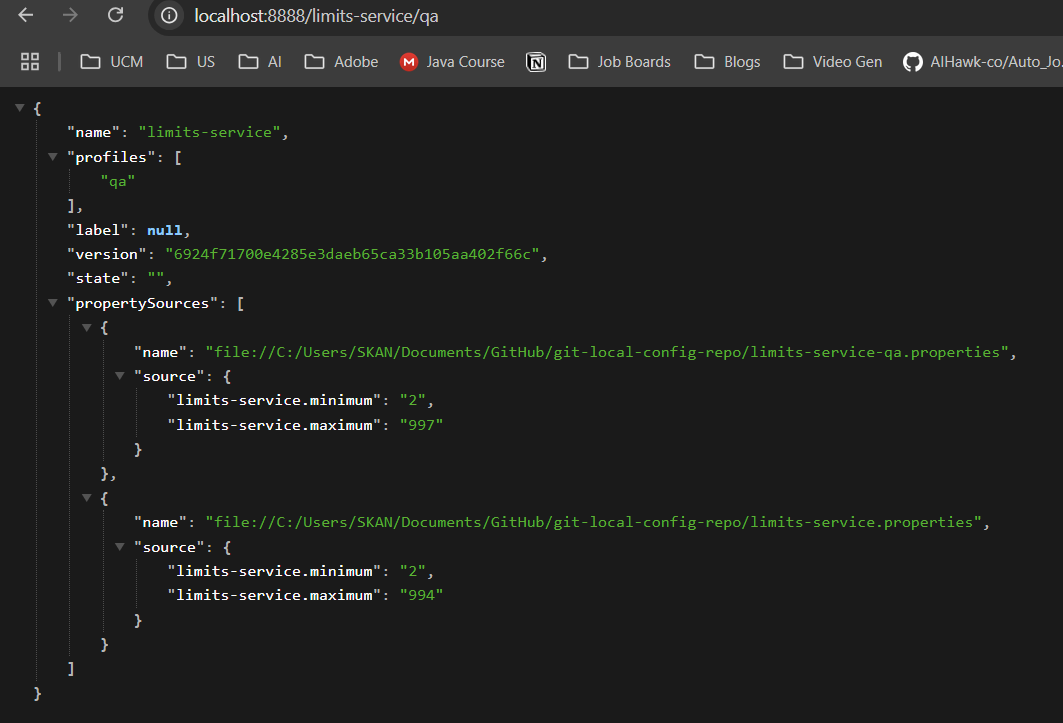 localhost:8888/limits-service/qa
UCM US AI Adobe M Java Course N Job Boards Blogs Video Gen AIHawk-co/Auto_Jo
{
"name": "limits-service",
"profiles": [
"qa"
],
"label": null,
"version": "6924f71700e4285e3daeb65ca33b105aa402f66c",
"state": "",
"propertySources": [
{
"name": "file://C:/Users/SKAN/Documents/GitHub/git-local-config-repo/limits-service-qa.properties",
"source": {
"limits-service.minimum": "2",
"limits-service.maximum": "997"
}
},
{
"name": "file://C:/Users/SKAN/Documents/GitHub/git-local-config-repo/limits-service.properties",
"source": {
"limits-service.minimum": "2",
"limits-service.maximum": "994"
}
}
]
}